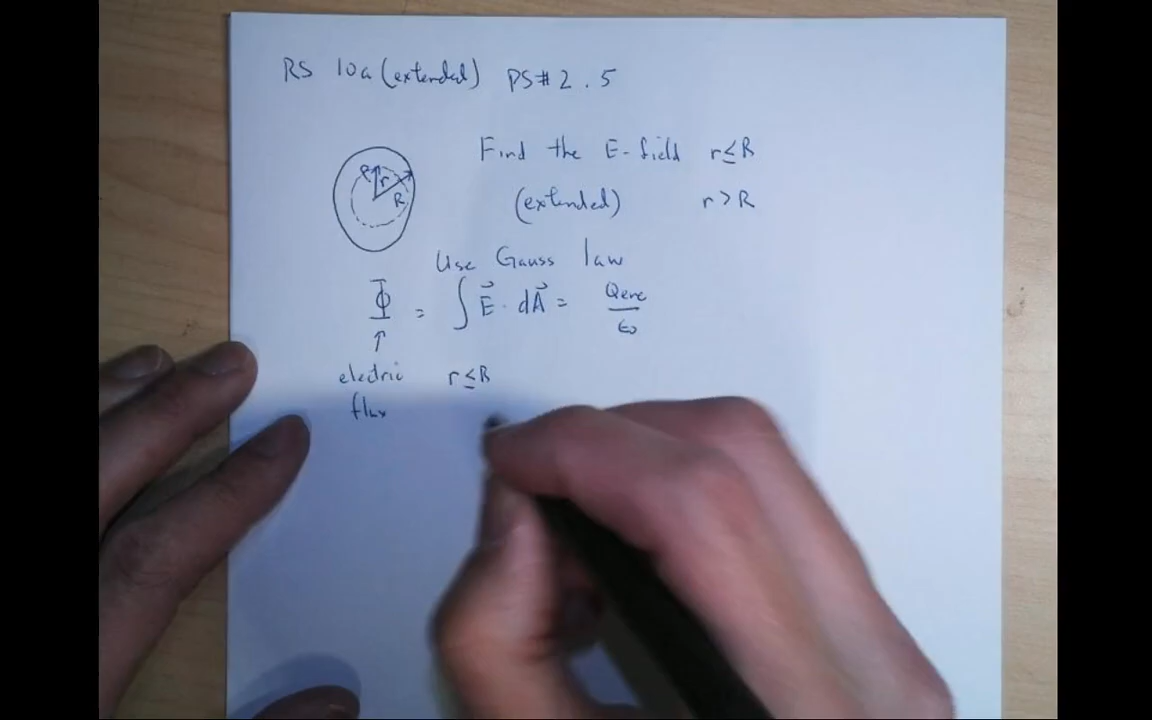 RS 10a (extended) PS# 2.5
Find the E-field r≤R
(extended) r>R
ρ r R
Use Gauss law
Φ = ∫ E⃗ · dA⃗ = Qenc/ε₀
↑
electric r≤R
flux